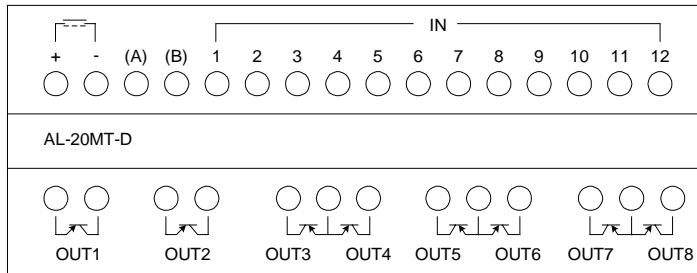 IN
+ - (A) (B) 1 2 3 4 5 6 7 8 9 10 11 12
AL-20MT-D
OUT1 OUT2 OUT3 OUT4 OUT5 OUT6 OUT7 OUT8